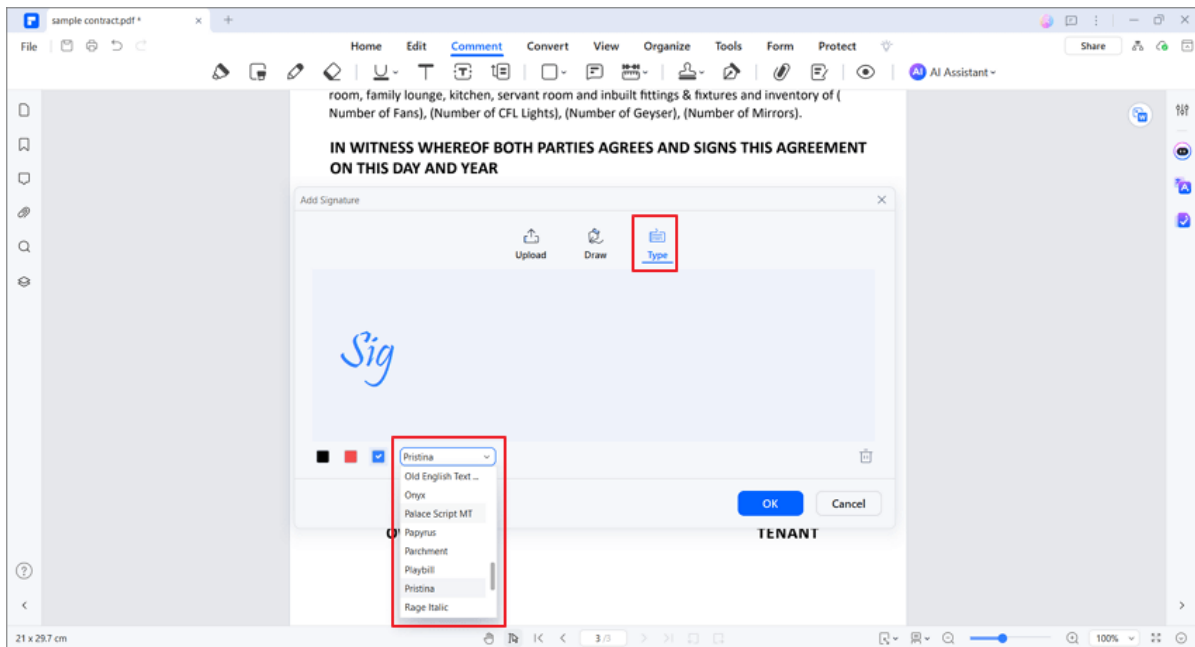 sample contract.pdf *
File
Home Edit Comment Convert View Organize Tools Form Protect
Share
AI AI Assistant
room, family lounge, kitchen, servant room and inbuilt fittings & fixtures and inventory of (
Number of Fans), (Number of CFL Lights), (Number of Geyser), (Number of Mirrors).
IN WITNESS WHEREOF BOTH PARTIES AGREES AND SIGNS THIS AGREEMENT
ON THIS DAY AND YEAR
Add Signature
Upload Draw Type
Sig
Pristina
Old English Text ...
Onyx
Palace Script MT
Papyrus
Parchment
Playbill
Pristina
Rage Italic
OK Cancel
TENANT
21 x 29.7 cm
3 /3
100%